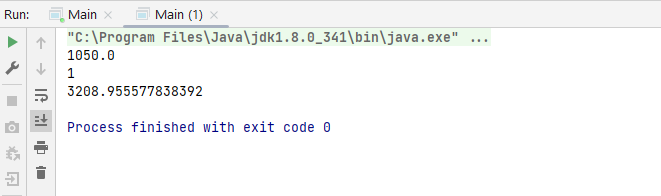 Run: Main × Main (1) ×
"C:\Program Files\Java\jdk1.8.0_341\bin\java.exe" ...
1050.0
1
3208.955577838392
Process finished with exit code 0